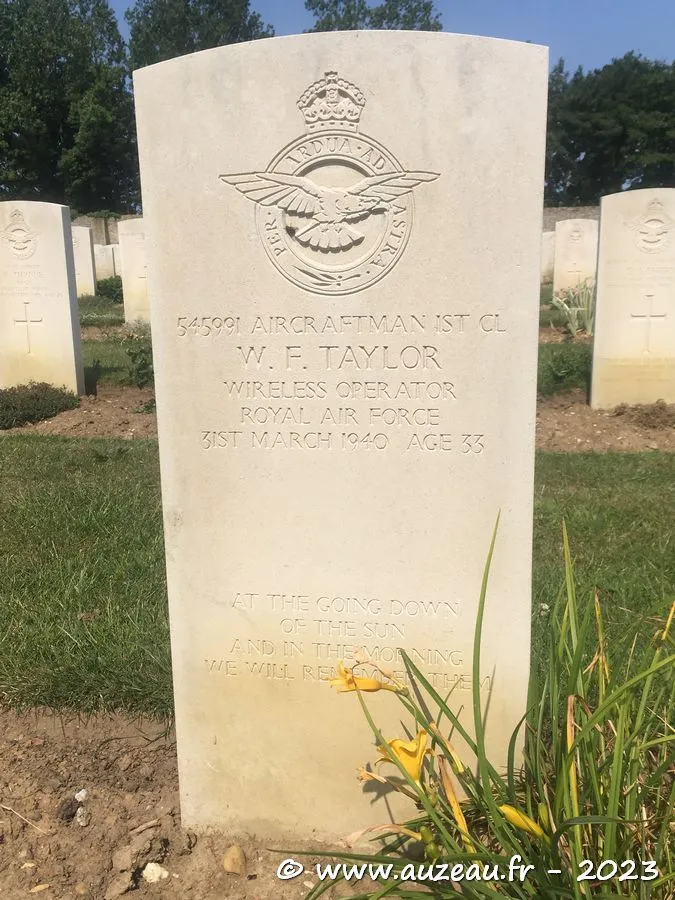 PER · ARDUA · AD ASTRA
545991 AIRCRAFTMAN 1ST CL
W. F. TAYLOR
WIRELESS OPERATOR
ROYAL AIR FORCE
31ST MARCH 1940 AGE 33
AT THE GOING DOWN
OF THE SUN
AND IN THE MORNING
WE WILL REMEMBER THEM
© www.auzeau.fr - 2023